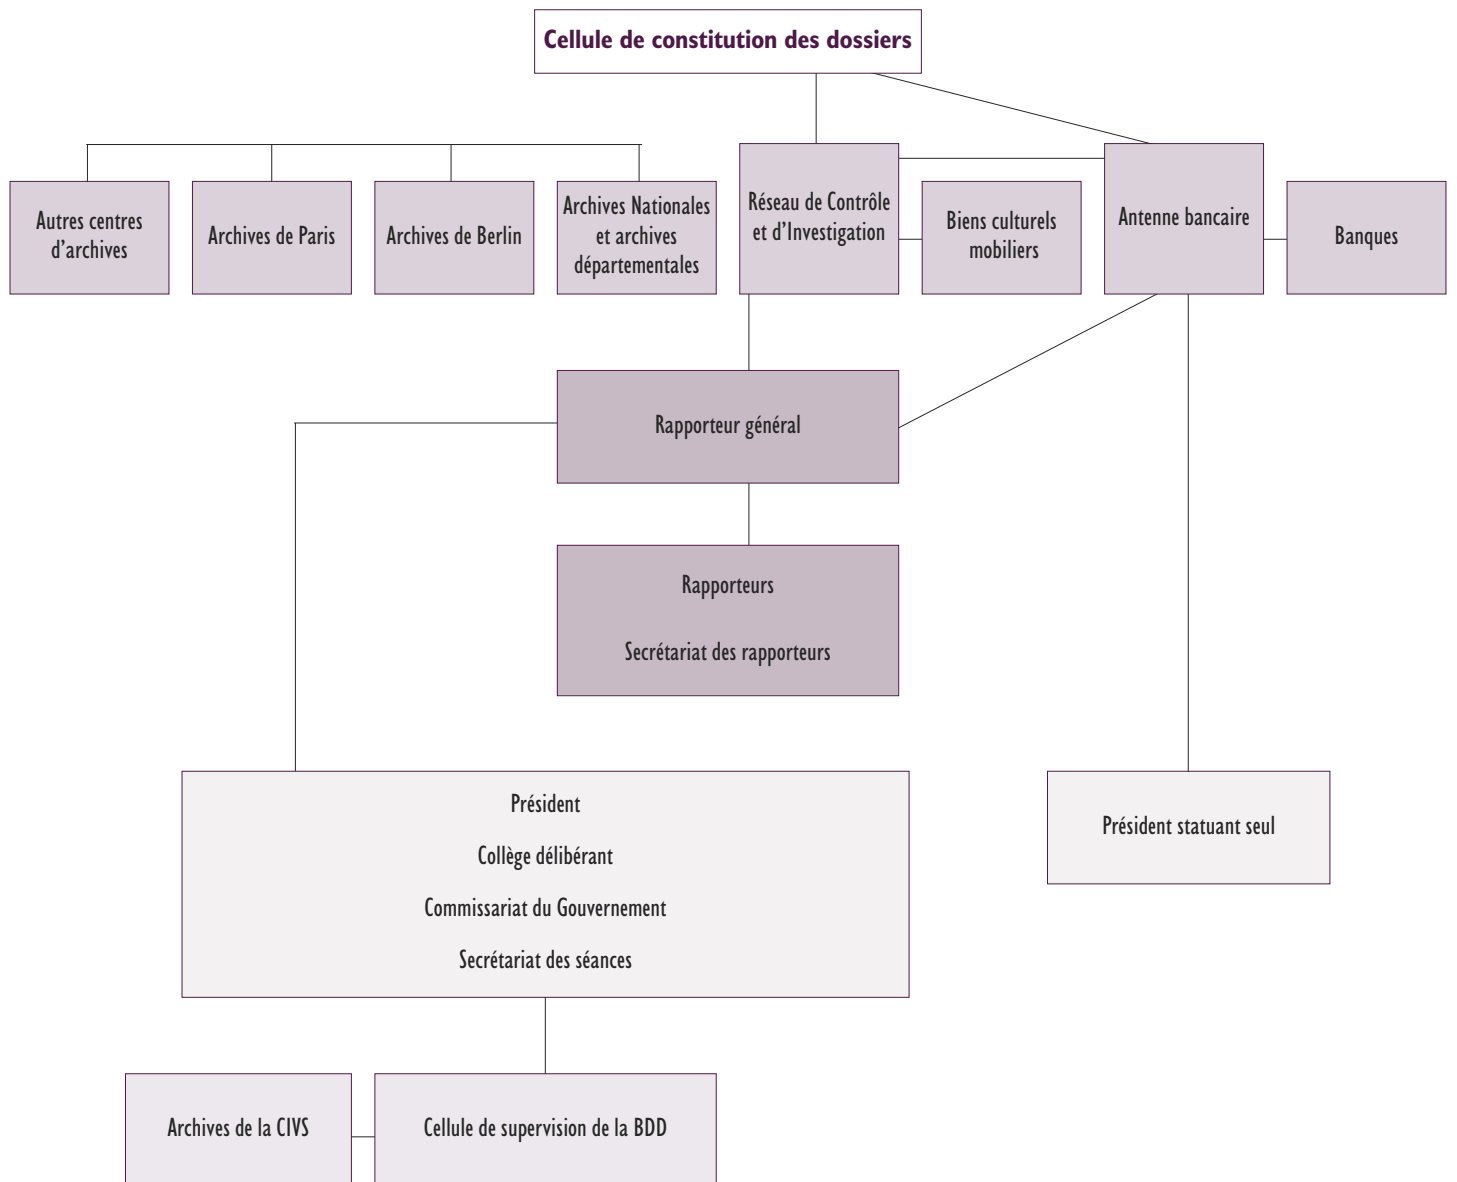 Cellule de constitution des dossiers
Autres centres
d’archives
Archives de Paris
Archives de Berlin
Archives Nationales
et archives
départementales
Réseau de Contrôle
et d’Investigation
Biens culturels
mobiliers
Antenne bancaire
Banques
Rapporteur général
Rapporteurs
Secrétariat des rapporteurs
Président
Collège délibérant
Commissariat du Gouvernement
Secrétariat des séances
Président statuant seul
Archives de la CIVS
Cellule de supervision de la BDD